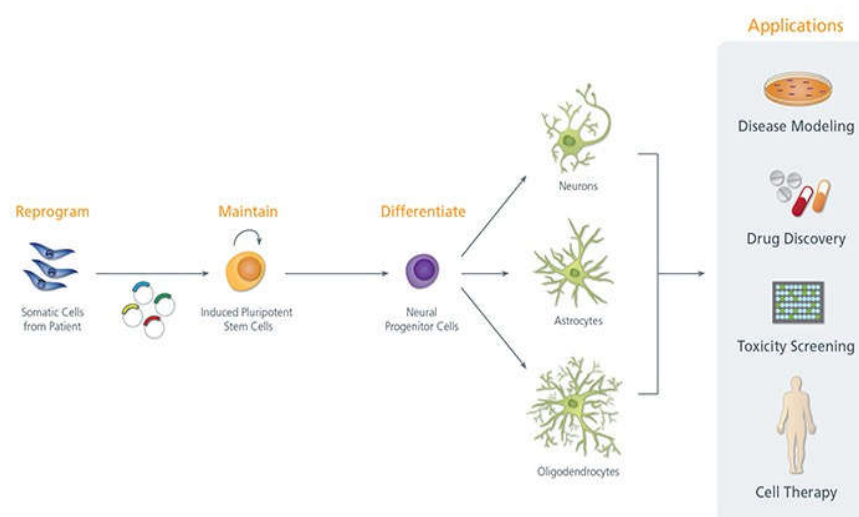 Applications
Disease Modeling
Neurons
Reprogram
Maintain
Differentiate
Drug Discovery
Somatic Cells
from Patient
Induced Pluripotent
Stem Cells
Neural
Progenitor Cells
Astrocytes
Toxicity Screening
Oligodendrocytes
Cell Therapy